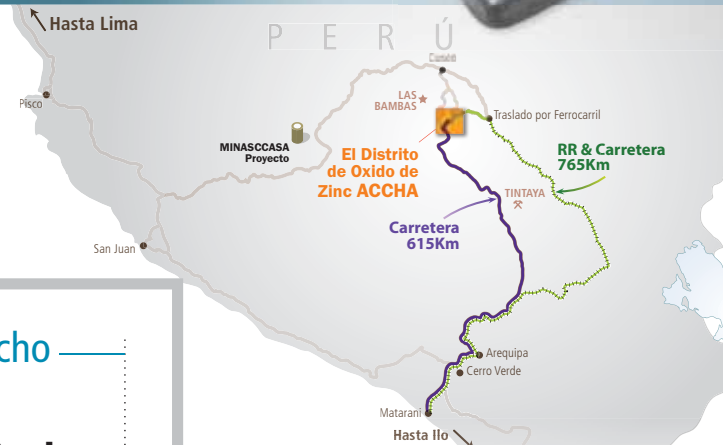 Hasta Lima
PERÚ
Pisco
LAS
BAMBAS
Traslado por Ferrocarril
MINASCCASA
Proyecto
El Distrito
de Oxido de
Zinc ACCHA
RR & Carretera
765Km
TINTAYA
Carretera
615Km
San Juan
cho
Arequipa
Cerro Verde
Matarani
Hasta Ilo